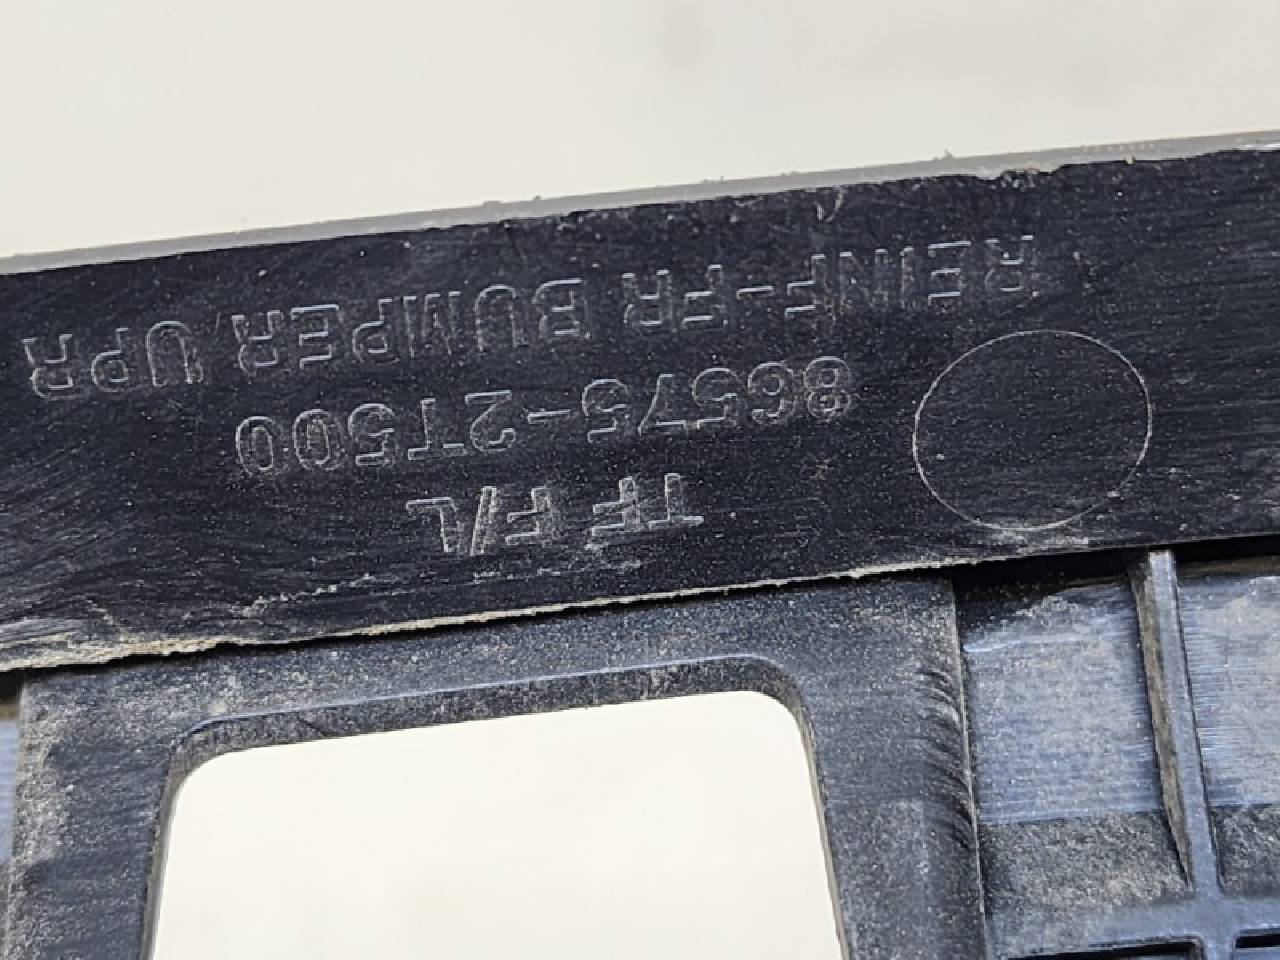 REINF-FR BUMPER UPR
86575-2T500
TF F/L